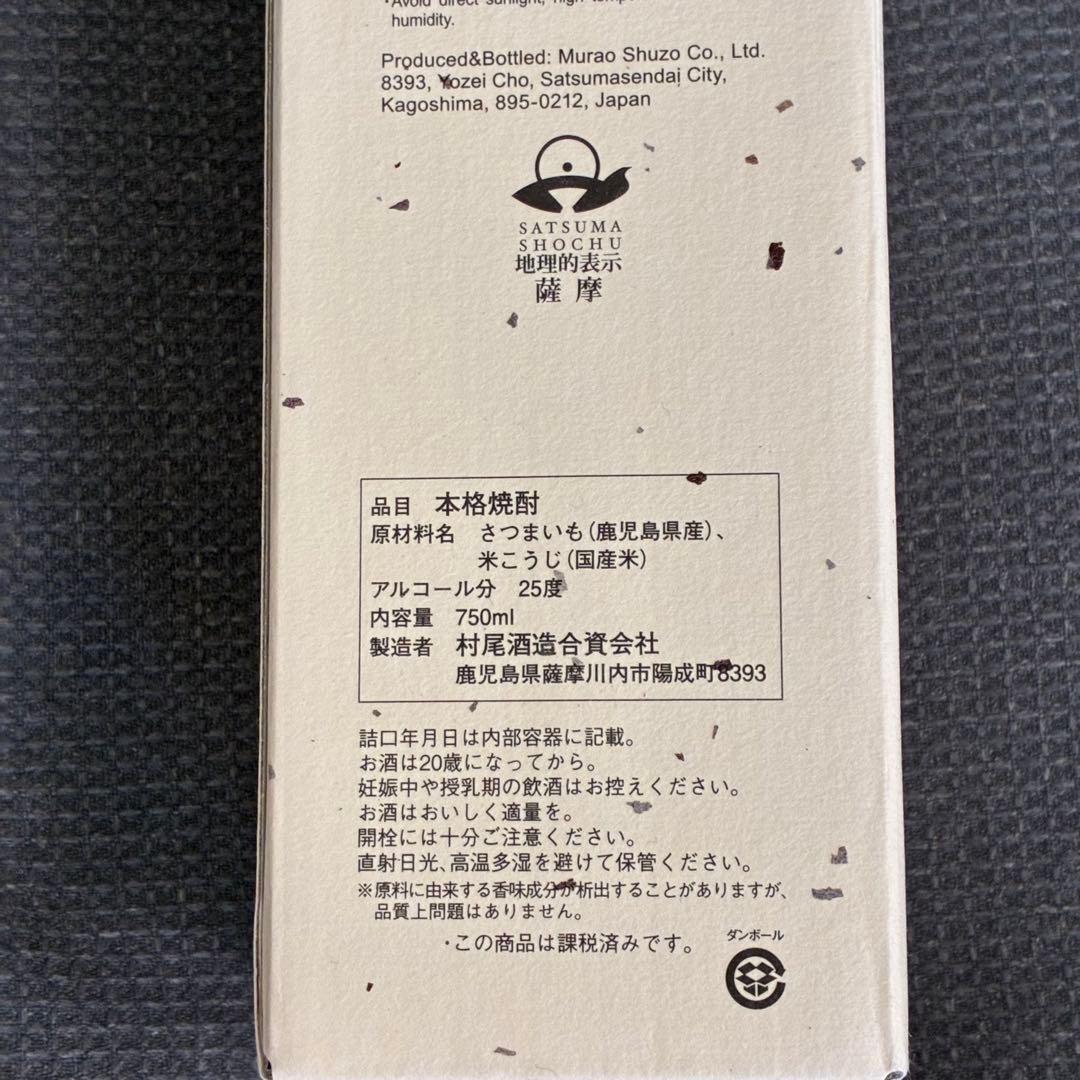 ・Avoid direct sunlight, high
humidity.
Produced&Bottled: Murao Shuzo Co., Ltd.
8393, Yozei Cho, Satsumasendai City,
Kagoshima, 895-0212, Japan
SATSUMA
SHOCHU
地理的表示
薩摩
品目 本格焼酎
原材料名 さつまいも(鹿児島県産)、
米こうじ(国産米)
アルコール分 25度
内容量 750ml
製造者 村尾酒造合資会社
鹿児島県薩摩川内市陽成町8393
詰口年月日は内部容器に記載。
お酒は20歳になってから。
妊娠中や授乳期の飲酒はお控えください。
お酒はおいしく適量を。
開栓には十分ご注意ください。
直射日光、高温多湿を避けて保管ください。
※原料に由来する香味成分が析出することがありますが、
品質上問題はありません。
・この商品は課税済みです。
ダンボール